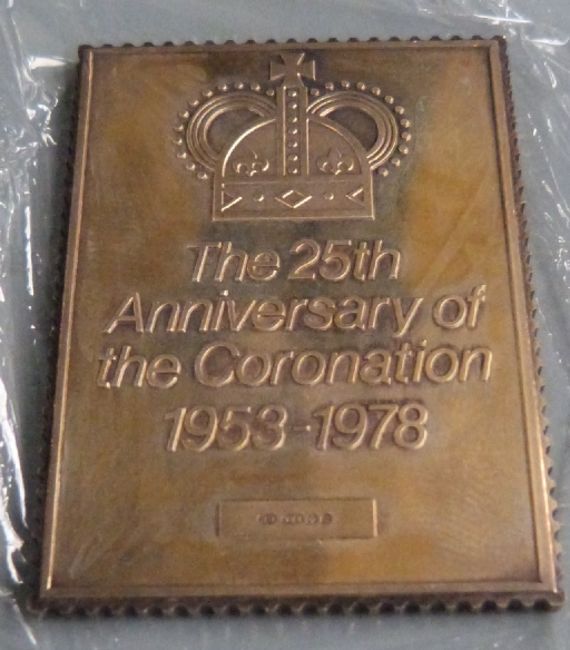 The 25th
Anniversary of
the Coronation
1953-1978